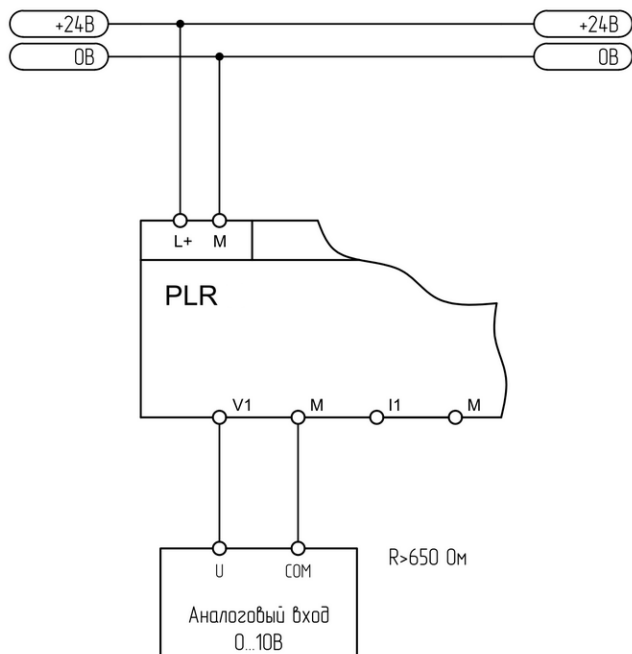 +24В +24В
0В 0В
L+ M
PLR
V1 M I1 M
U COM R>650 Ом
Аналоговый вход
0...10В